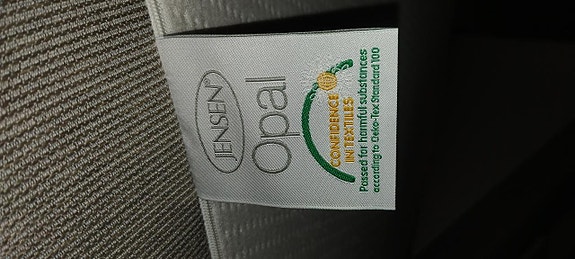 JENSEN®
Opal
CONFIDENCE
IN TEXTILES
Passed for harmful substances
according to Oeko-Tex Standard 100